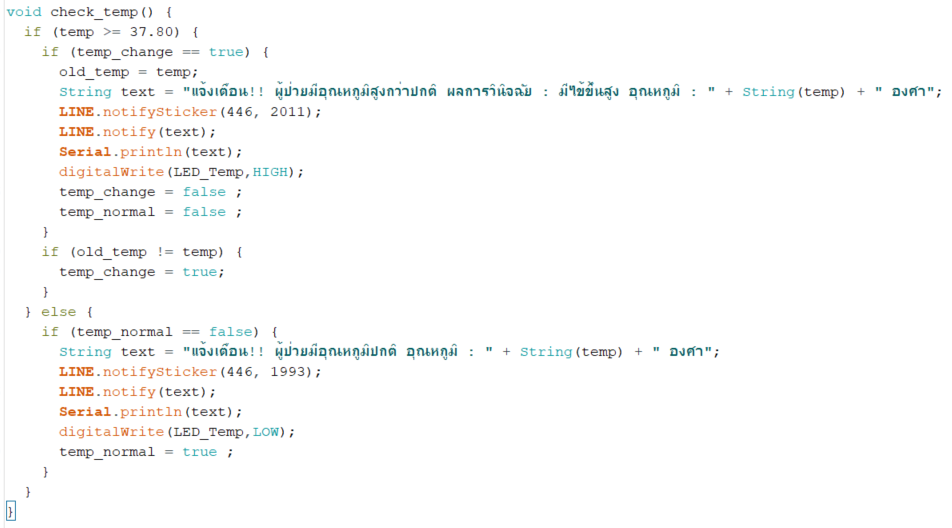 void check_temp() {
if (temp >= 37.80) {
if (temp_change == true) {
old_temp = temp;
String text = "แจ้งเตือน!! ผู้ป่วยมีอุณหภูมิสูงกว่าปกติ ผลการวินิจฉัย : มีไข้ขึ้นสูง อุณหภูมิ : " + String(temp) + " องศา";
LINE.notifySticker(446, 2011);
LINE.notify(text);
Serial.println(text);
digitalWrite(LED_Temp,HIGH);
temp_change = false ;
temp_normal = false ;
}
if (old_temp != temp) {
temp_change = true;
}
} else {
if (temp_normal == false) {
String text = "แจ้งเตือน!! ผู้ป่วยมีอุณหภูมิปกติ อุณหภูมิ : " + String(temp) + " องศา";
LINE.notifySticker(446, 1993);
LINE.notify(text);
Serial.println(text);
digitalWrite(LED_Temp,LOW);
temp_normal = true ;
}
}
}